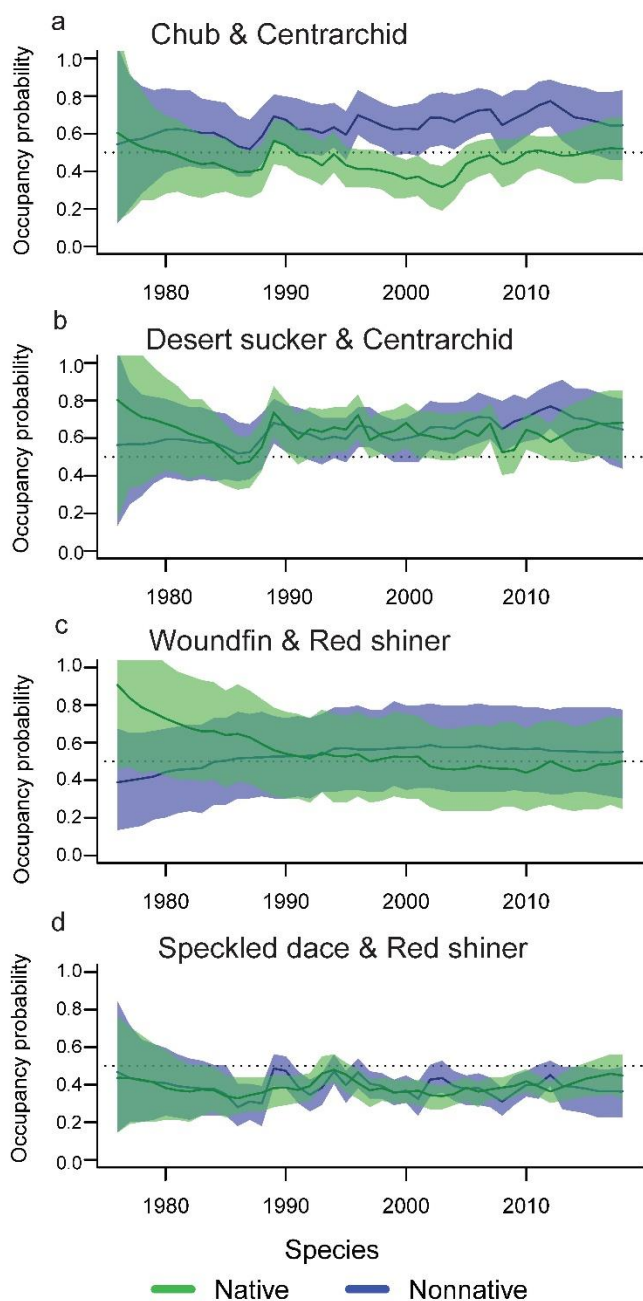 a
Chub & Centrarchid
Occupancy probability
1.0
0.8
0.6
0.4
0.2
0.0
1980 1990 2000 2010
b
Desert sucker & Centrarchid
Occupancy probability
1.0
0.8
0.6
0.4
0.2
0.0
1980 1990 2000 2010
c
Woundfin & Red shiner
Occupancy probability
1.0
0.8
0.6
0.4
0.2
0.0
1980 1990 2000 2010
d
Speckled dace & Red shiner
Occupancy probability
1.0
0.8
0.6
0.4
0.2
0.0
1980 1990 2000 2010
Species
Native Nonnative